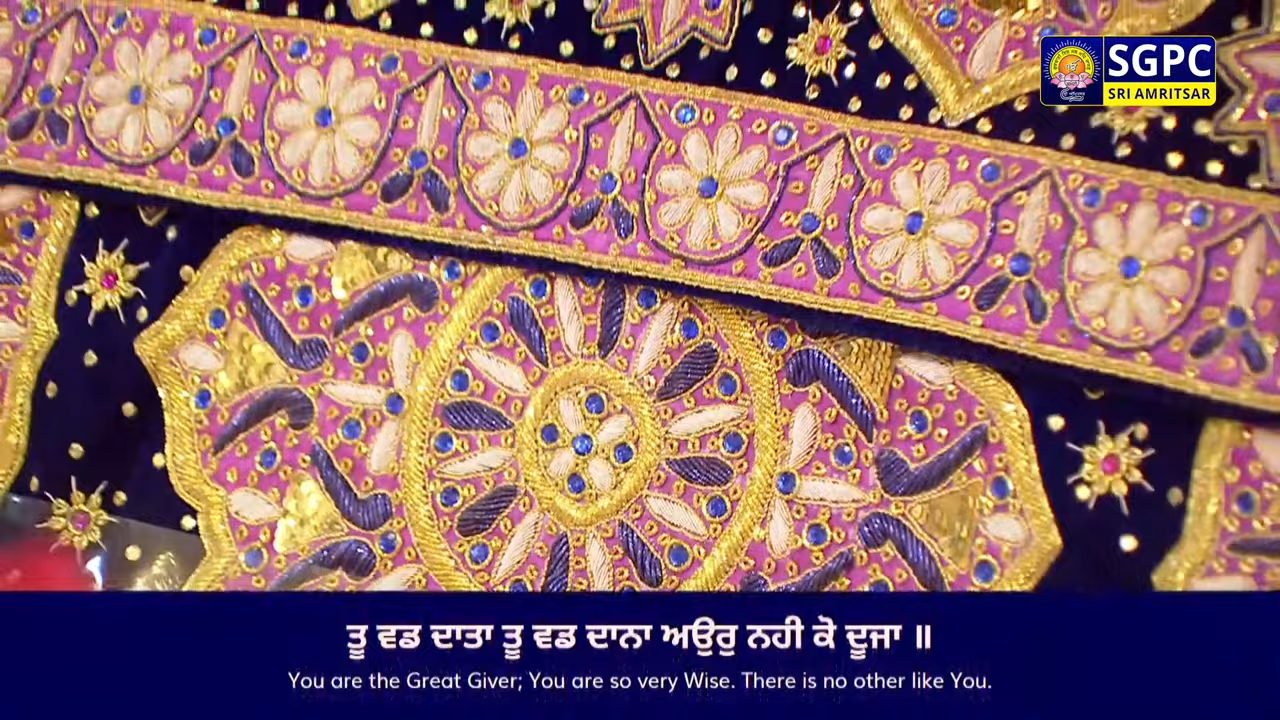 SGPC
SRI AMRITSAR
ਤੂ ਵਡ ਦਾਤਾ ਤੂ ਵਡ ਦਾਨਾ ਅਉਰੁ ਨਹੀ ਕੋ ਦੂਜਾ ॥
You are the Great Giver; You are so very Wise. There is no other like You.